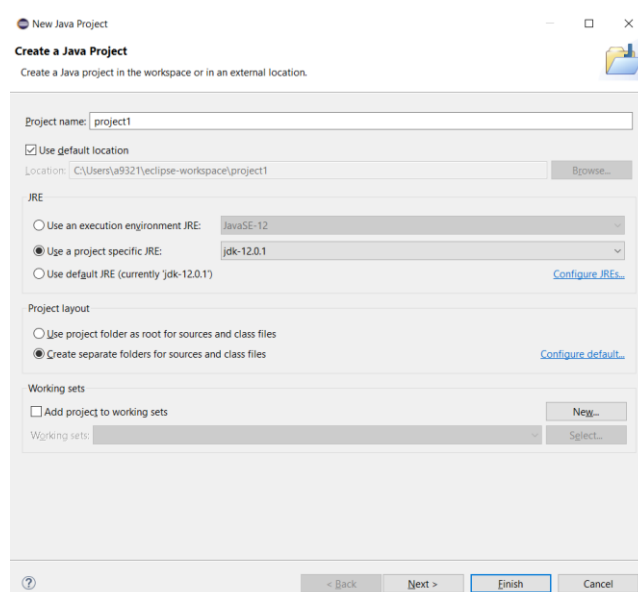 New Java Project
Create a Java Project
Create a Java project in the workspace or in an external location.
Project name: project1
Use default location
Location: C:\Users\a9321\eclipse-workspace\project1 Browse...
JRE
Use an execution environment JRE: JavaSE-12
Use a project specific JRE: jdk-12.0.1
Use default JRE (currently 'jdk-12.0.1') Configure JREs...
Project layout
Use project folder as root for sources and class files
Create separate folders for sources and class files Configure default...
Working sets
Add project to working sets New...
Working sets: Select...
? < Back Next > Finish Cancel